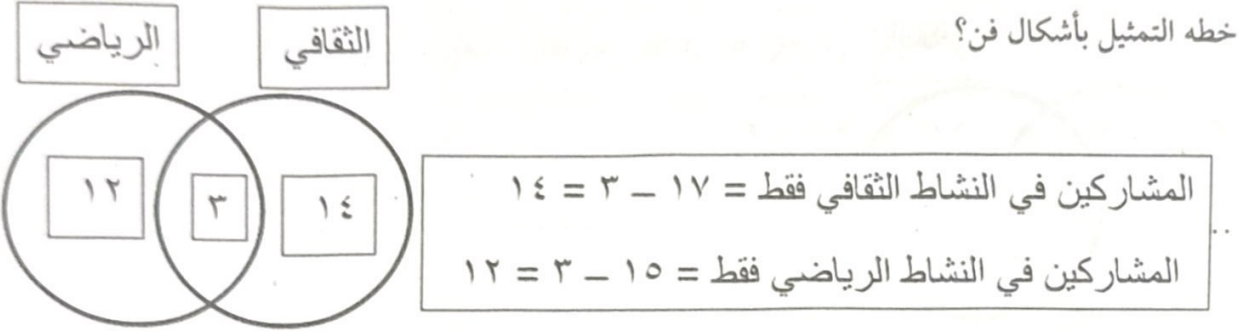 خطه التمثيل بأشكال فن؟
الثقافي
الرياضي
١٤
٣
١٢
المشاركين في النشاط الثقافي فقط = ١٧ – ٣ = ١٤
المشاركين في النشاط الرياضي فقط = ١٥ – ٣ = ١٢